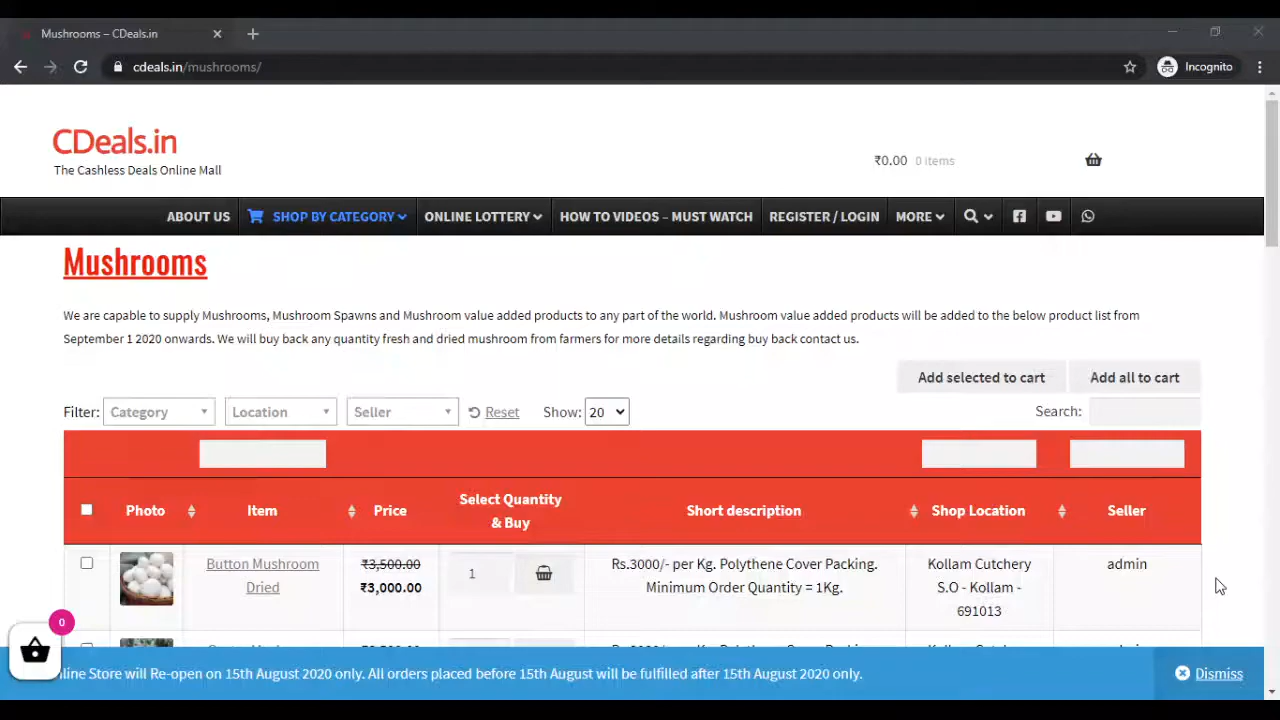 Mushrooms – CDeals.in
cdeals.in/mushrooms/
Incognito
CDeals.in
The Cashless Deals Online Mall
₹0.00 0 items
ABOUT US SHOP BY CATEGORY ONLINE LOTTERY HOW TO VIDEOS – MUST WATCH REGISTER / LOGIN MORE
Mushrooms
We are capable to supply Mushrooms, Mushroom Spawns and Mushroom value added products to any part of the world. Mushroom value added products will be added to the below product list from
September 1 2020 onwards. We will buy back any quantity fresh and dried mushroom from farmers for more details regarding buy back contact us.
Add selected to cart Add all to cart
Filter: Category Location Seller Reset Show: 20 Search:
Photo Item Price Select Quantity & Buy Short description Shop Location Seller
Button Mushroom Dried
₹3,500.00
₹3,000.00
1
Rs.3000/- per Kg. Polythene Cover Packing.
Minimum Order Quantity = 1Kg.
Kollam Cutchery
S.O - Kollam -
691013
admin
0
nline Store will Re-open on 15th August 2020 only. All orders placed before 15th August will be fulfilled after 15th August 2020 only.
Dismiss